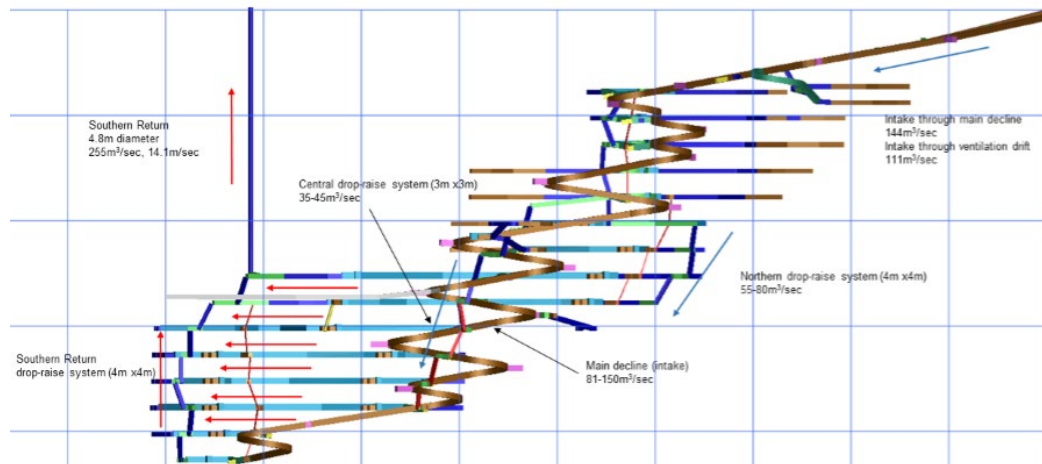 Southern Return
4.8m diameter
255m³/sec, 14.1m/sec
Central drop-raise system (3m x3m)
35-45m³/sec
Intake through main decline
144m³/sec
Intake through ventilation drift
111m³/sec
Northern drop-raise system (4m x4m)
55-80m³/sec
Main decline (intake)
81-150m³/sec
Southern Return
drop-raise system (4m x4m)